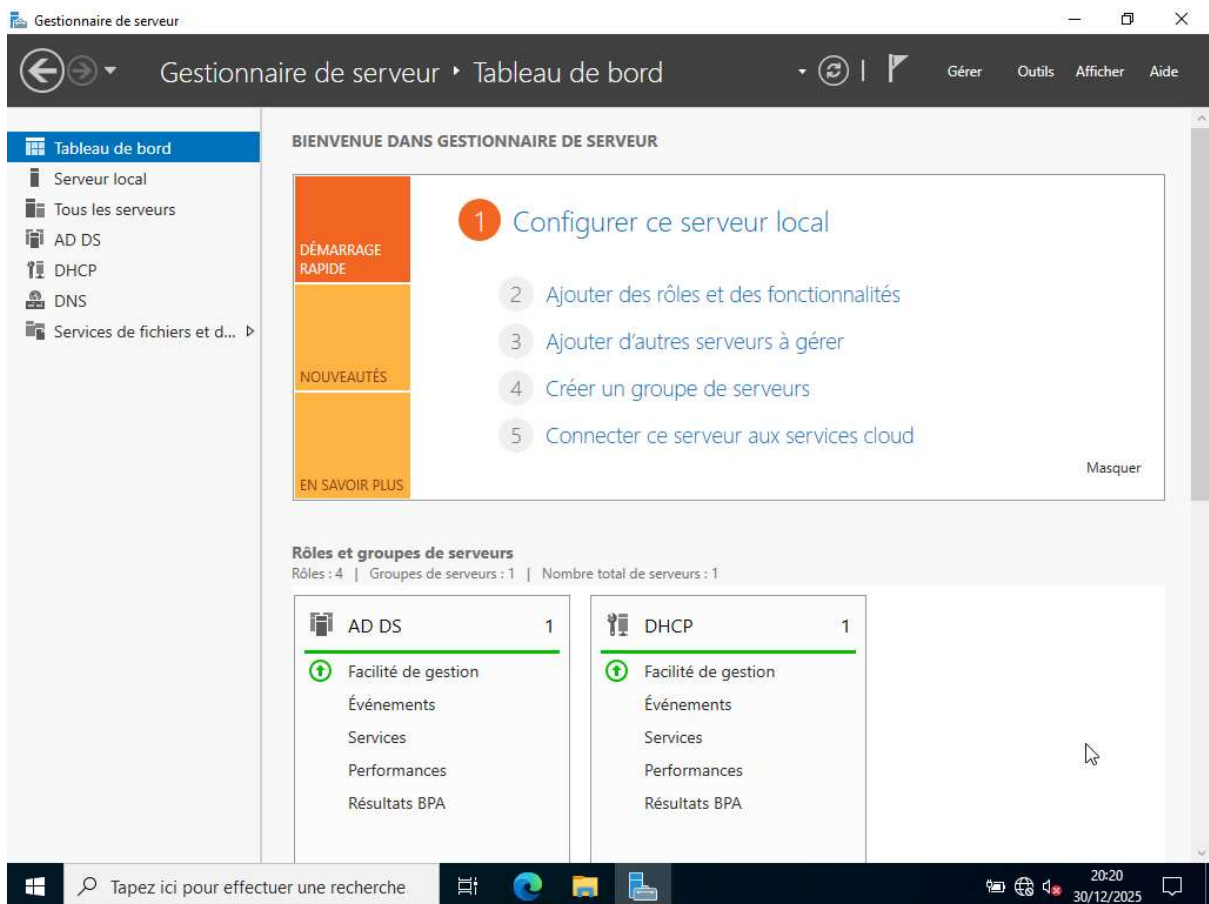 Gestionnaire de serveur
Gestionnaire de serveur ‣ Tableau de bord
Gérer Outils Afficher Aide
Tableau de bord
Serveur local
Tous les serveurs
AD DS
DHCP
DNS
Services de fichiers et d...
BIENVENUE DANS GESTIONNAIRE DE SERVEUR
DÉMARRAGE
RAPIDE
NOUVEAUTÉS
EN SAVOIR PLUS
1 Configurer ce serveur local
2 Ajouter des rôles et des fonctionnalités
3 Ajouter d’autres serveurs à gérer
4 Créer un groupe de serveurs
5 Connecter ce serveur aux services cloud
Masquer
Rôles et groupes de serveurs
Rôles : 4 | Groupes de serveurs : 1 | Nombre total de serveurs : 1
AD DS 1
Facilité de gestion
Événements
Services
Performances
Résultats BPA
DHCP 1
Facilité de gestion
Événements
Services
Performances
Résultats BPA
Tapez ici pour effectuer une recherche
20:20
30/12/2025